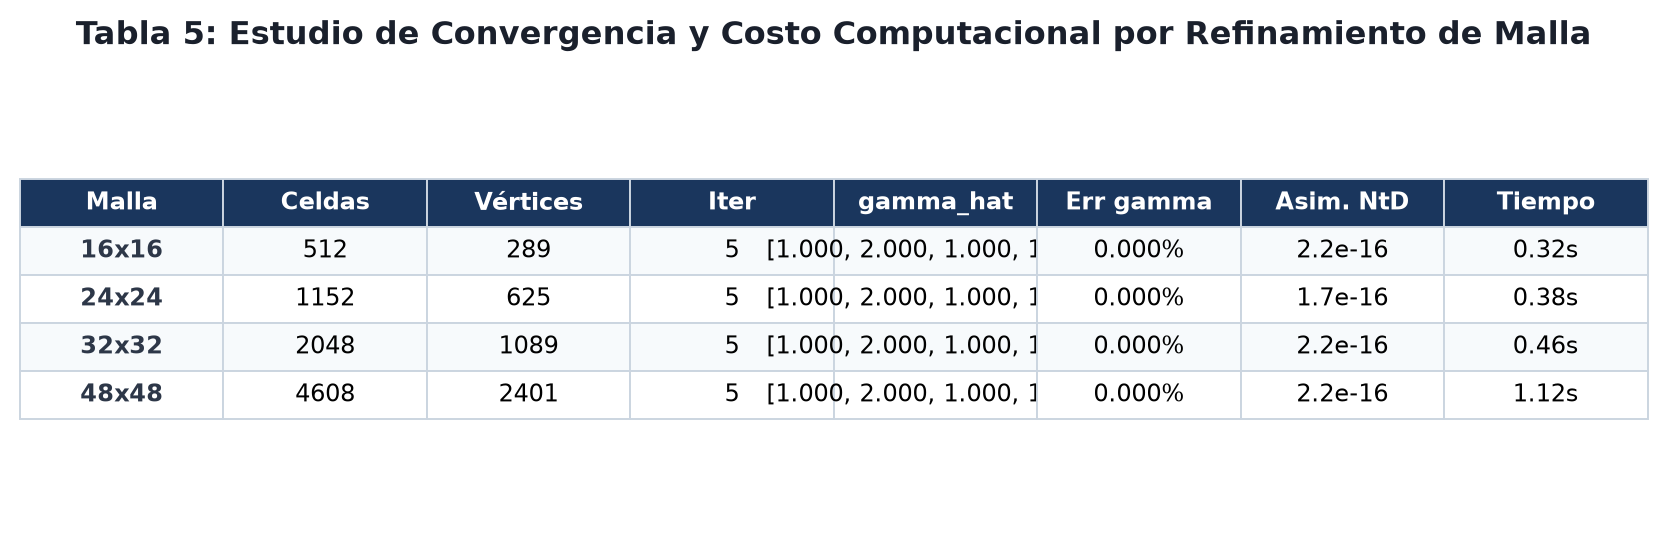 Tabla 5: Estudio de Convergencia y Costo Computacional por Refinamiento de Malla
Malla Celdas Vértices Iter gamma_hat Err gamma Asim. NtD Tiempo
16x16 512 289 5 [1.000, 2.000, 1.000, 1 0.000% 2.2e-16 0.32s
24x24 1152 625 5 [1.000, 2.000, 1.000, 1 0.000% 1.7e-16 0.38s
32x32 2048 1089 5 [1.000, 2.000, 1.000, 1 0.000% 2.2e-16 0.46s
48x48 4608 2401 5 [1.000, 2.000, 1.000, 1 0.000% 2.2e-16 1.12s